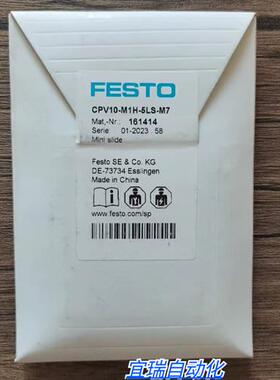 FESTO
CPV10-M1H-5LS-M7
Mat.-Nr.: 161414
Serie 01-2023 58
Mini slide
Festo SE & Co. KG
DE-73734 Esslingen
Made in China
www.festo.com/sp
宜瑞自动化